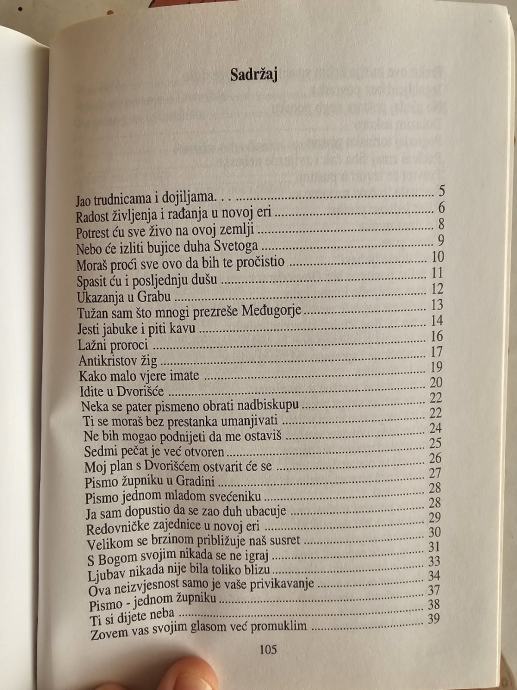 Sadržaj
Jao trudnicama i dojiljama. . . 5
Radost življenja i rađanja u novoj eri 6
Potrest ću sve živo na ovoj zemlji 8
Nebo će izliti bujice duha Svetoga 9
Moraš proći sve ovo da bih te pročistio 10
Spasit ću i posljednju dušu 11
Ukazanja u Grabu 12
Tužan sam što mnogi prezreše Međugorje 13
Jesti jabuke i piti kavu 14
Lažni proroci 16
Antikristov žig 17
Kako malo vjere imate 19
Idite u Dvorišće 20
Neka se pater pismeno obrati nadbiskupu 22
Ti se moraš bez prestanka umanjivati 22
Ne bih mogao podnijeti da me ostaviš 24
Sedmi pečat je već otvoren 25
Moj plan s Dvorišćem ostvarit će se 26
Pismo župniku u Gradini 27
Pismo jednom mladom svećeniku 28
Ja sam dopustio da se zao duh ubacuje 28
Redovničke zajednice u novoj eri 29
Velikom se brzinom približuje naš susret 30
S Bogom svojim nikada se ne igraj 31
Ljubav nikada nije bila toliko blizu 33
Ova neizvjesnost samo je vaše privikavanje 34
Pismo - jednom župniku 37
Ti si dijete neba 38
Zovem vas svojim glasom već promuklim 39
105